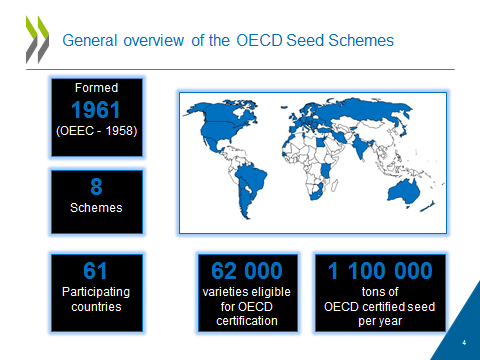 General overview of the OECD Seed Schemes
Formed
1961
(OEEC - 1958)
8
Schemes
61
Participating
countries
62 000
varieties eligible
for OECD
certification
1 100 000
tons of
OECD certified seed
per year
4